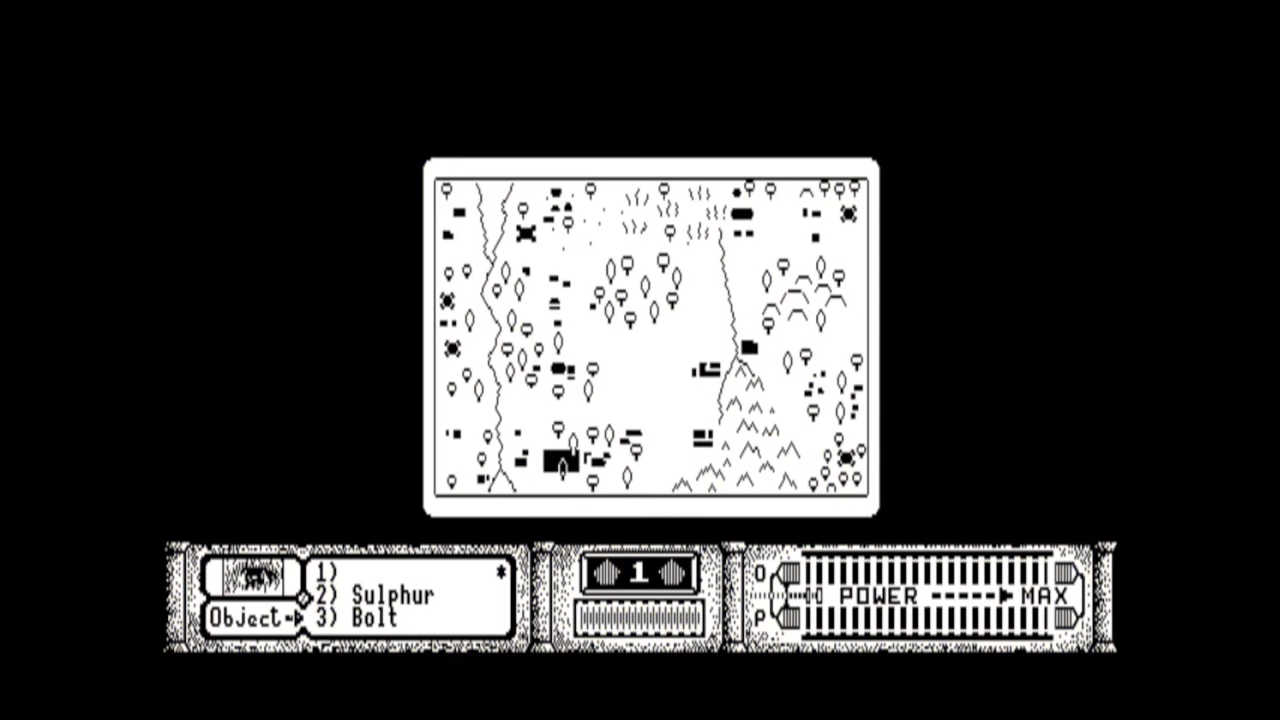 1) *
2) Sulphur
Object 3) Bolt
1
O
POWER MAX
P